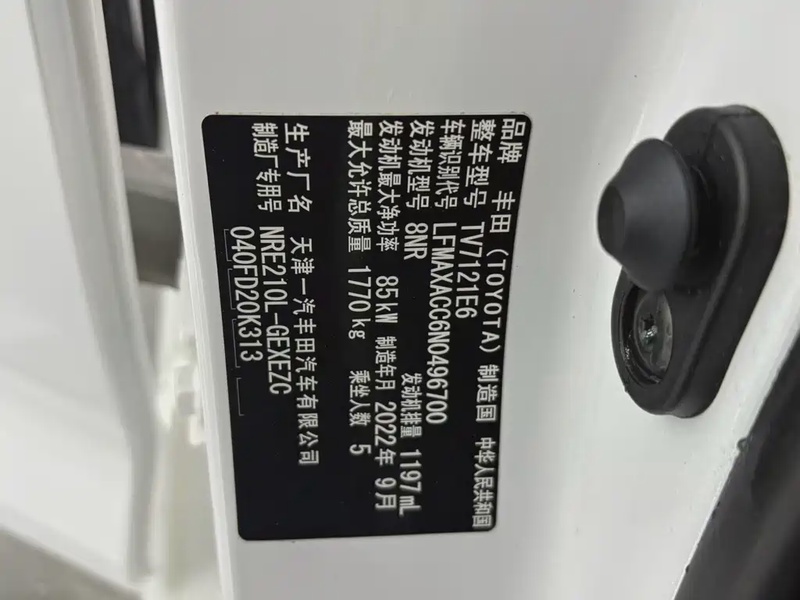 品牌 丰田(TOYOTA) 制造国 中华人民共和国
整车型号 TV7121E6
车辆识别代号 LFMAXACC6N0496700
发动机型号 8NR 发动机排量 1197mL
发动机最大净功率 85kW 制造年月 2022年9月
最大允许总质量 1770kg 乘坐人数 5
生产厂名 天津一汽丰田汽车有限公司
制造厂专用号 NRE210L-GEXEZC
040FD20K313